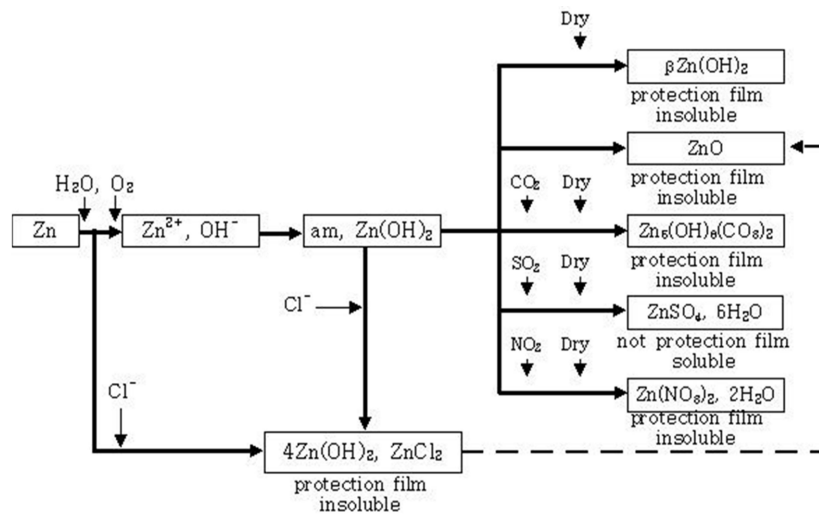 Dry
βZn(OH)₂
protection film
insoluble
ZnO
protection film
insoluble
H₂O, O₂
CO₂ Dry
Zn
Zn²⁺, OH⁻
am, Zn(OH)₂
Zn₅(OH)₆(CO₃)₂
protection film
insoluble
SO₂ Dry
Cl⁻
ZnSO₄, 6H₂O
not protection film
soluble
NO₂ Dry
Zn(NO₃)₂, 2H₂O
protection film
insoluble
Cl⁻
4Zn(OH)₂, ZnCl₂
protection film
insoluble